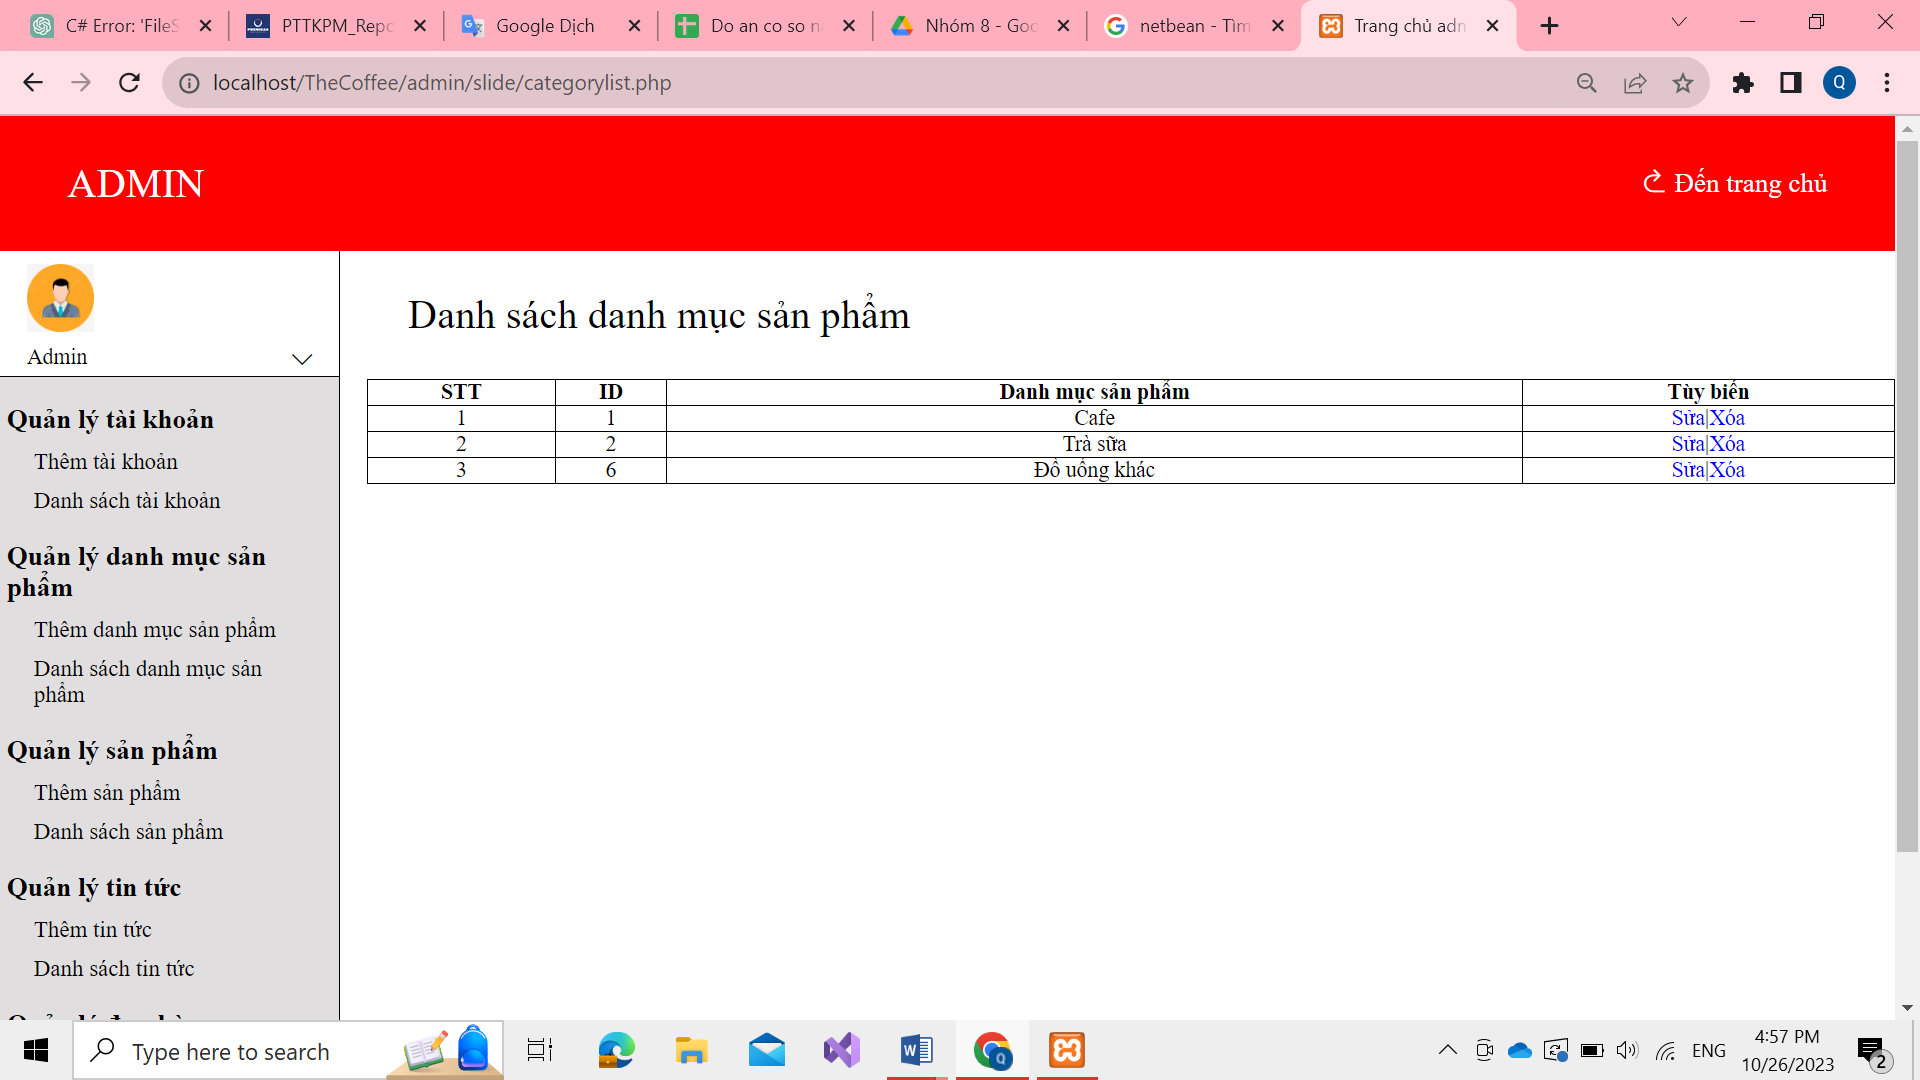 C# Error: 'FileS
PTTKPM_Repo
Google Dịch
Do an co so n
Nhóm 8 - Goo
netbean - Tìm
Trang chủ adm
localhost/TheCoffee/admin/slide/categorylist.php
Q
ADMIN
Đến trang chủ
Admin
Quản lý tài khoản
Thêm tài khoản
Danh sách tài khoản
Quản lý danh mục sản
phẩm
Thêm danh mục sản phẩm
Danh sách danh mục sản
phẩm
Quản lý sản phẩm
Thêm sản phẩm
Danh sách sản phẩm
Quản lý tin tức
Thêm tin tức
Danh sách tin tức
Danh sách danh mục sản phẩm
STT ID Danh mục sản phẩm Tùy biến
1 1 Cafe Sửa|Xóa
2 2 Trà sữa Sửa|Xóa
3 6 Đồ uống khác Sửa|Xóa
Type here to search
ENG
4:57 PM
10/26/2023
2